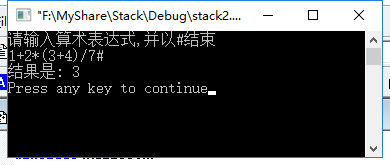 "F:\MyShare\Stack\Debug\stack2....
请输入算术表达式,并以#结束
1+2*(3+4)/7#
结果是: 3
Press any key to continue